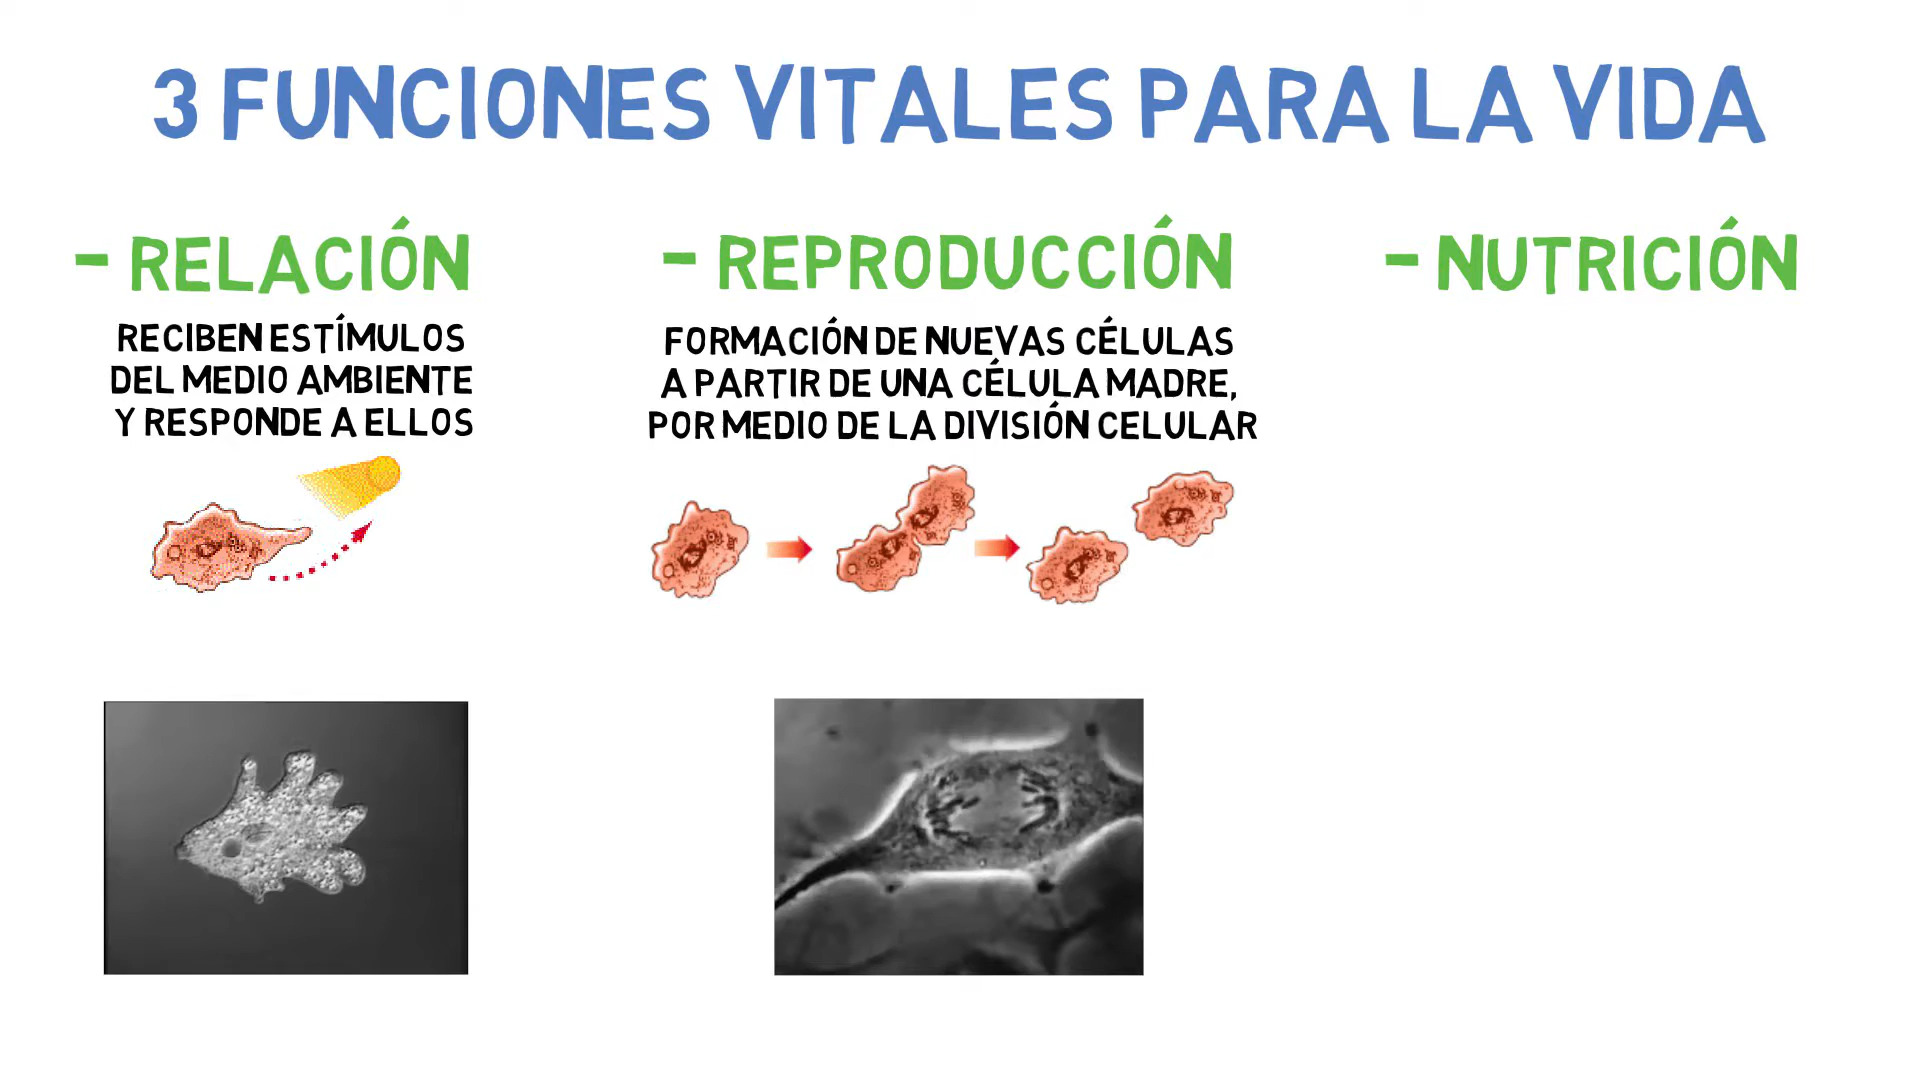 3 FUNCIONES VITALES PARA LA VIDA
- RELACIÓN
RECIBEN ESTÍMULOS
DEL MEDIO AMBIENTE
Y RESPONDE A ELLOS
- REPRODUCCIÓN
FORMACIÓN DE NUEVAS CÉLULAS
A PARTIR DE UNA CÉLULA MADRE,
POR MEDIO DE LA DIVISIÓN CELULAR
- NUTRICIÓN